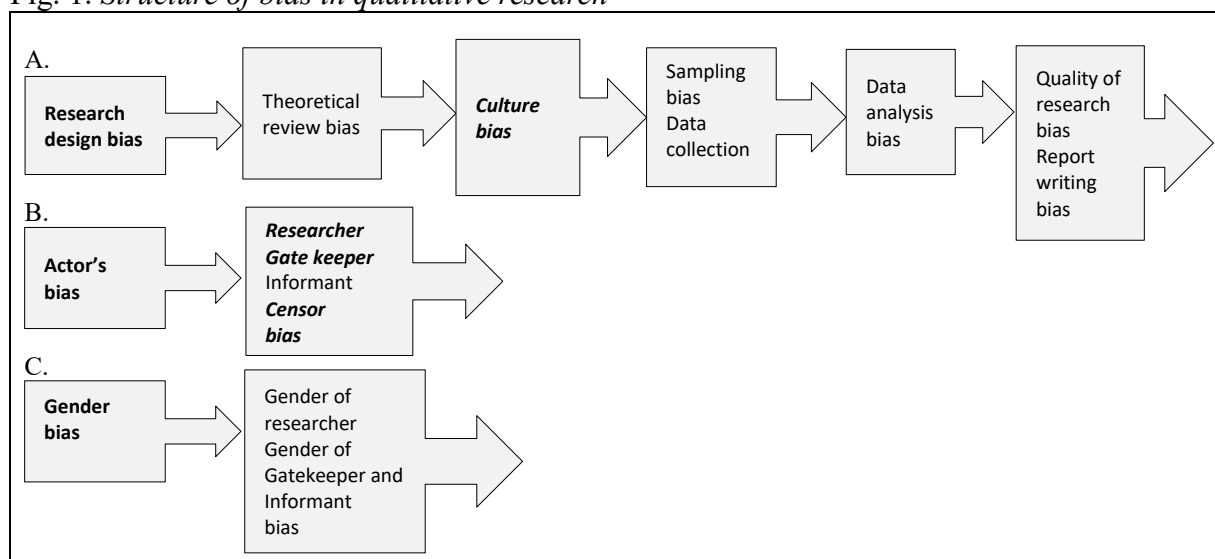 Fig. 1. Structure of bias in qualitative research
A.
Research
design bias
Theoretical
review bias
Culture
bias
Sampling
bias
Data
collection
Data
analysis
bias
Quality of
research
bias
Report
writing
bias
B.
Actor's
bias
Researcher
Gate keeper
Informant
Censor
bias
C.
Gender
bias
Gender of
researcher
Gender of
Gatekeeper and
Informant
bias